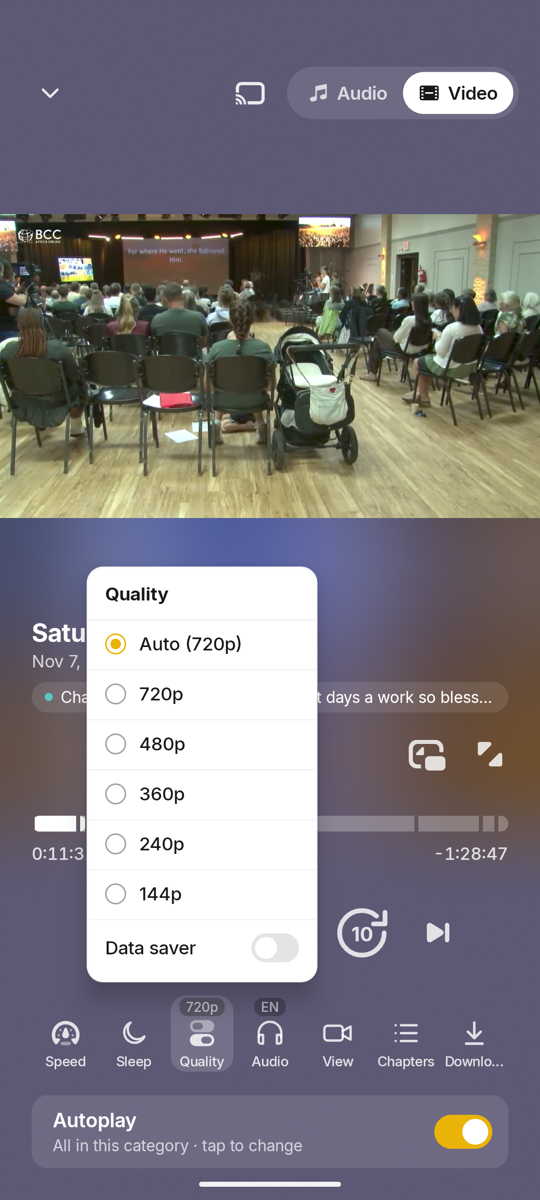 Audio
Video
BCC
AFRICA ONLINE
For where He went, she followed
Him.
Quality
Auto (720p)
720p
480p
360p
240p
144p
Data saver
Satu
Nov 7,
Cha
t days a work so bless...
0:11:3
-1:28:47
10
720p
EN
Speed
Sleep
Quality
Audio
View
Chapters
Downlo...
Autoplay
All in this category · tap to change